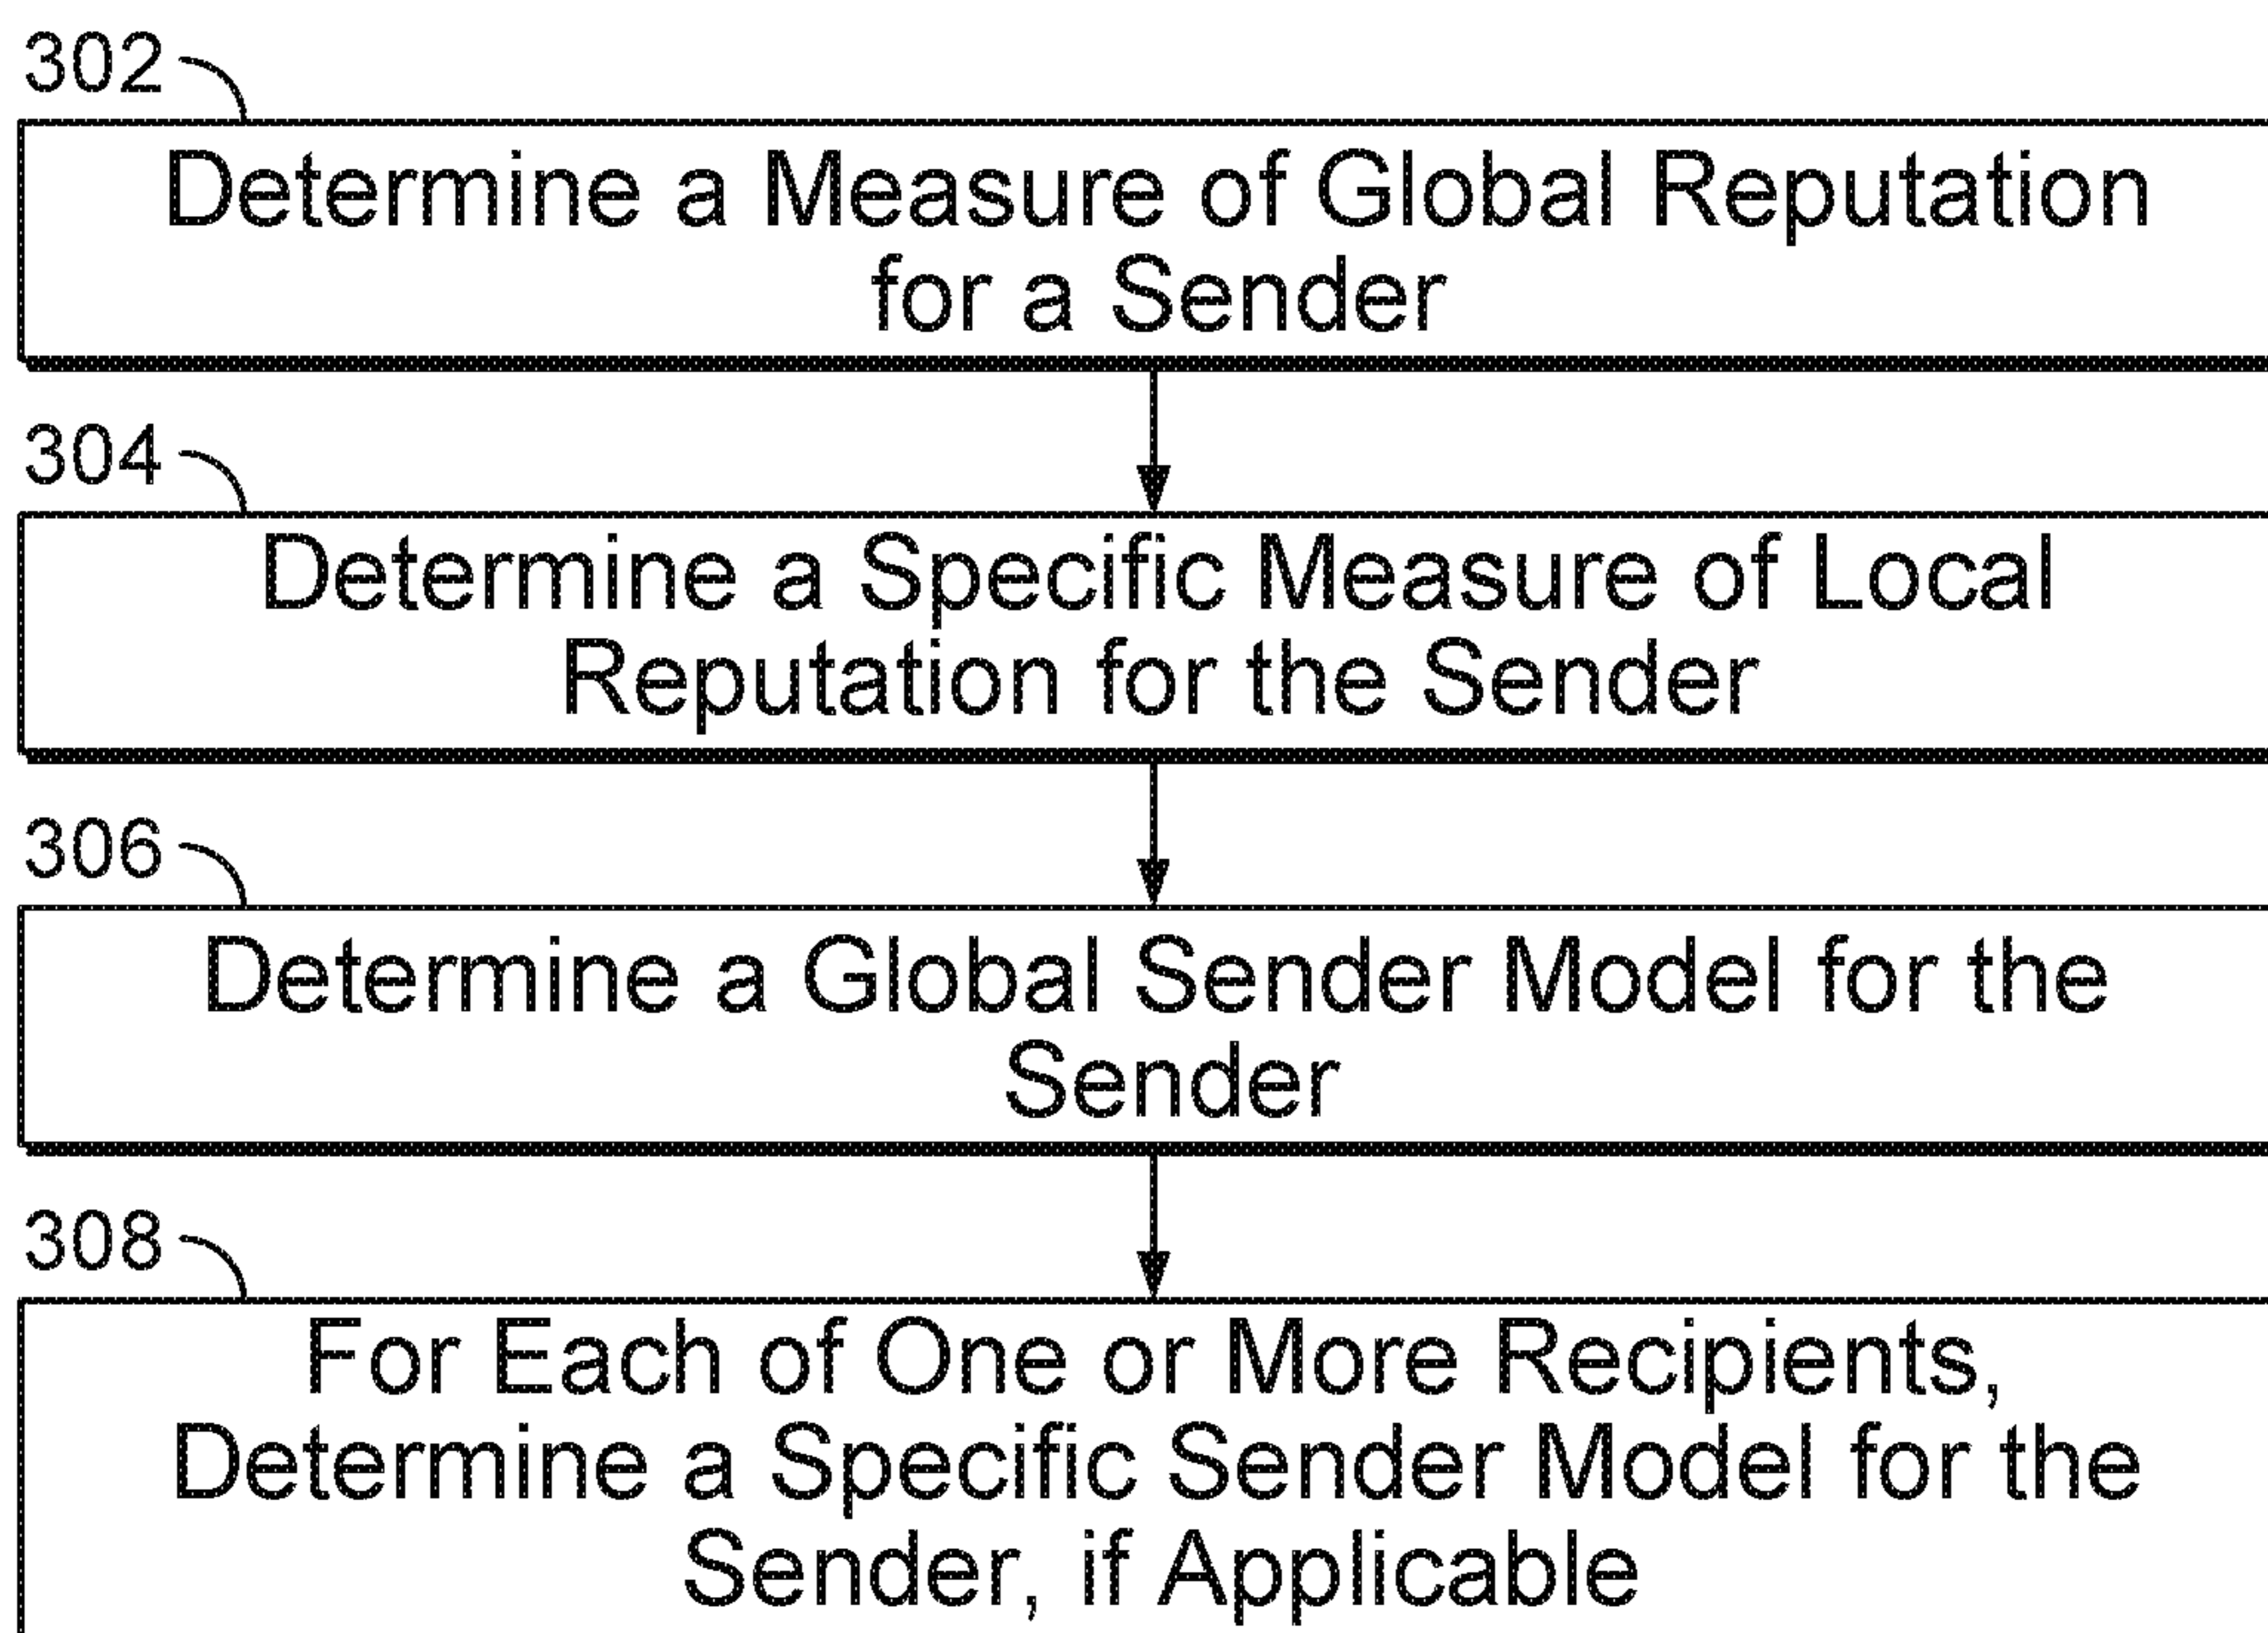 302
Determine a Measure of Global Reputation
for a Sender
304
Determine a Specific Measure of Local
Reputation for the Sender
306
Determine a Global Sender Model for the
Sender
308
For Each of One or More Recipients,
Determine a Specific Sender Model for the
Sender, if Applicable